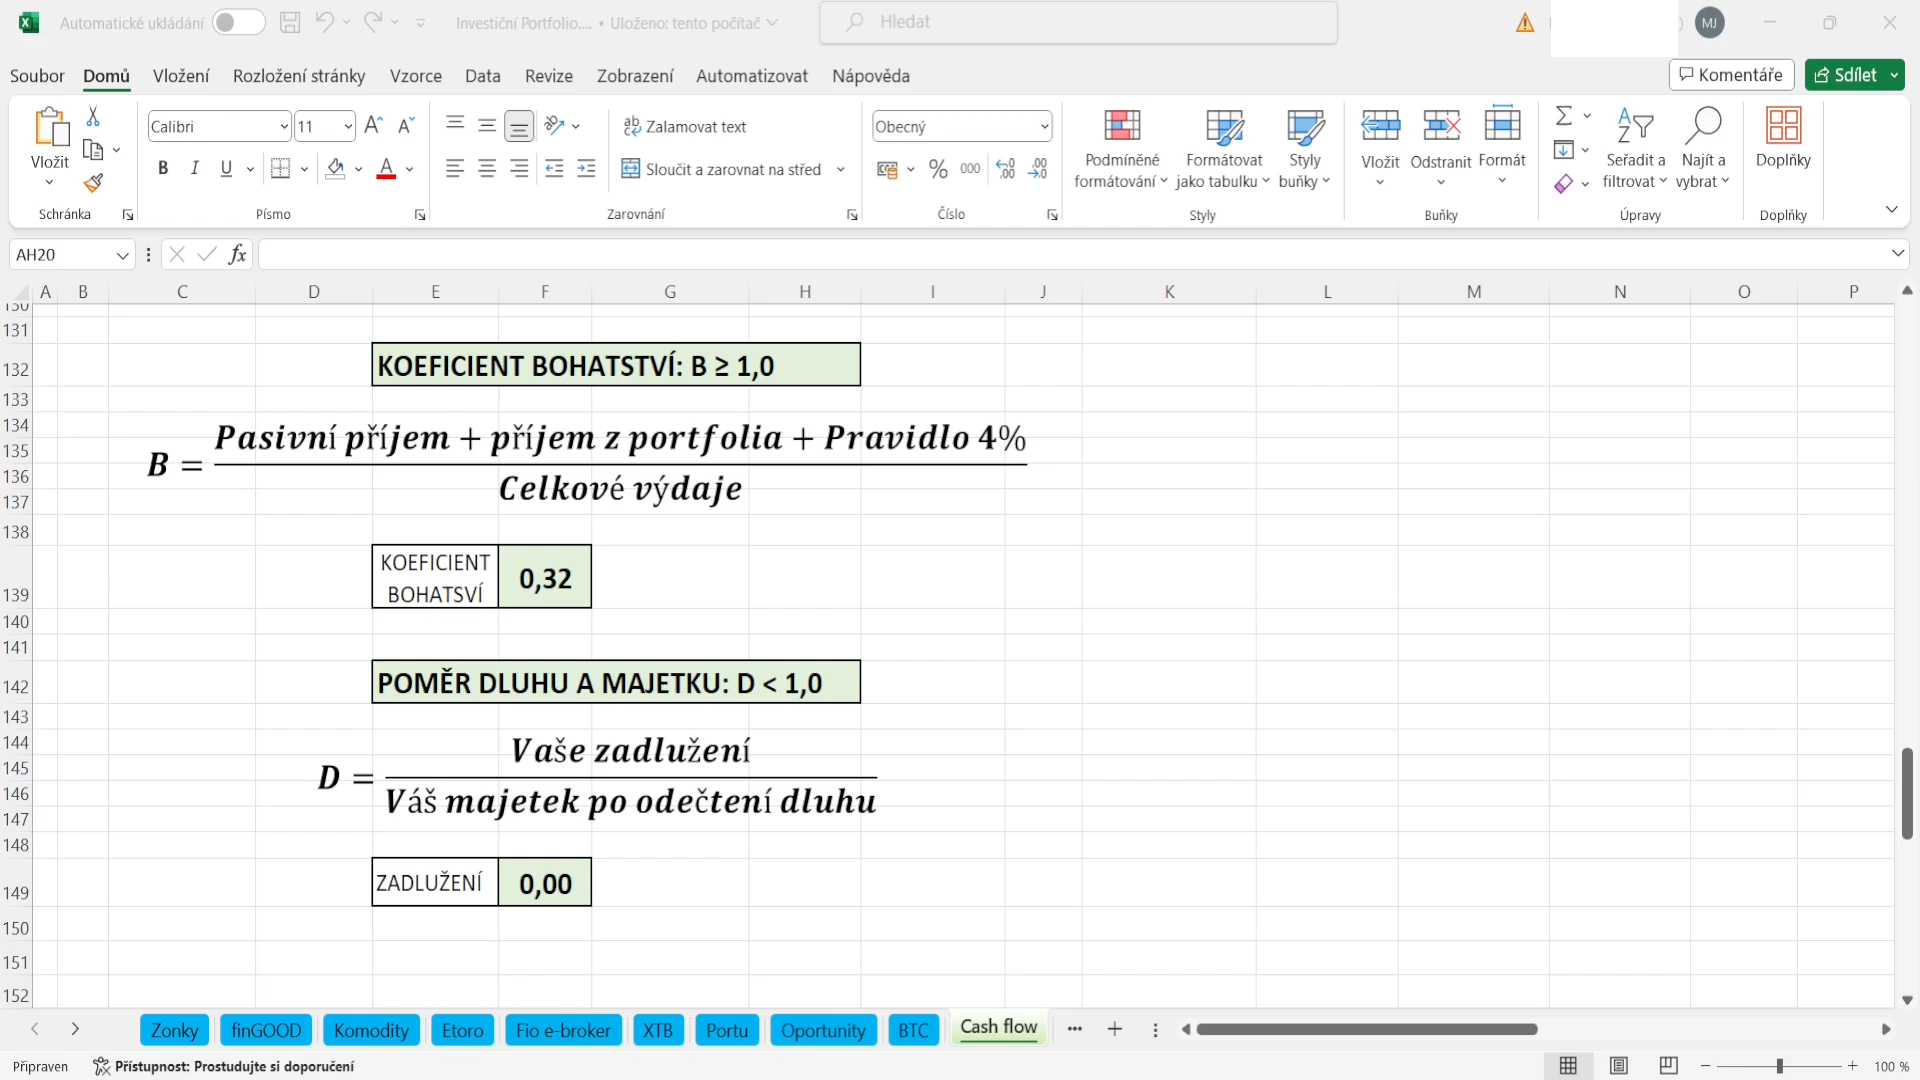 Automatické ukládání
Investiční Portfolio.... • Uloženo: tento počítač
Hledat
MJ
Soubor Domů Vložení Rozložení stránky Vzorce Data Revize Zobrazení Automatizovat Nápověda
Komentáře
Sdílet
Vložit
Schránka
Calibri 11
B I U
Písmo
Zalamovat text
Sloučit a zarovnat na střed
Zarovnání
Obecný
% 000
Číslo
Podmíněné formátování
Formátovat jako tabulku
Styly buňky
Styly
Vložit Odstranit Formát
Buňky
Seřadit a filtrovat
Najít a vybrat
Úpravy
Doplňky
Doplňky
AH20
fx
A B C D E F G H I J K L M N O P
130
131
132 KOEFICIENT BOHATSTVÍ: B ≥ 1,0
133
134
135
136
137
B = Pasivní příjem + příjem z portfolia + Pravidlo 4%
Celkové výdaje
138
139 KOEFICIENT BOHATSVÍ 0,32
140
141
142 POMĚR DLUHU A MAJETKU: D < 1,0
143
144
145
146
147
D = Vaše zadlužení
Váš majetek po odečtení dluhu
148
149 ZADLUŽENÍ 0,00
150
151
152
Zonky finGOOD Komodity Etoro Fio e-broker XTB Portu Oportunity BTC Cash flow
Připraven
Přístupnost: Prostudujte si doporučení
100 %